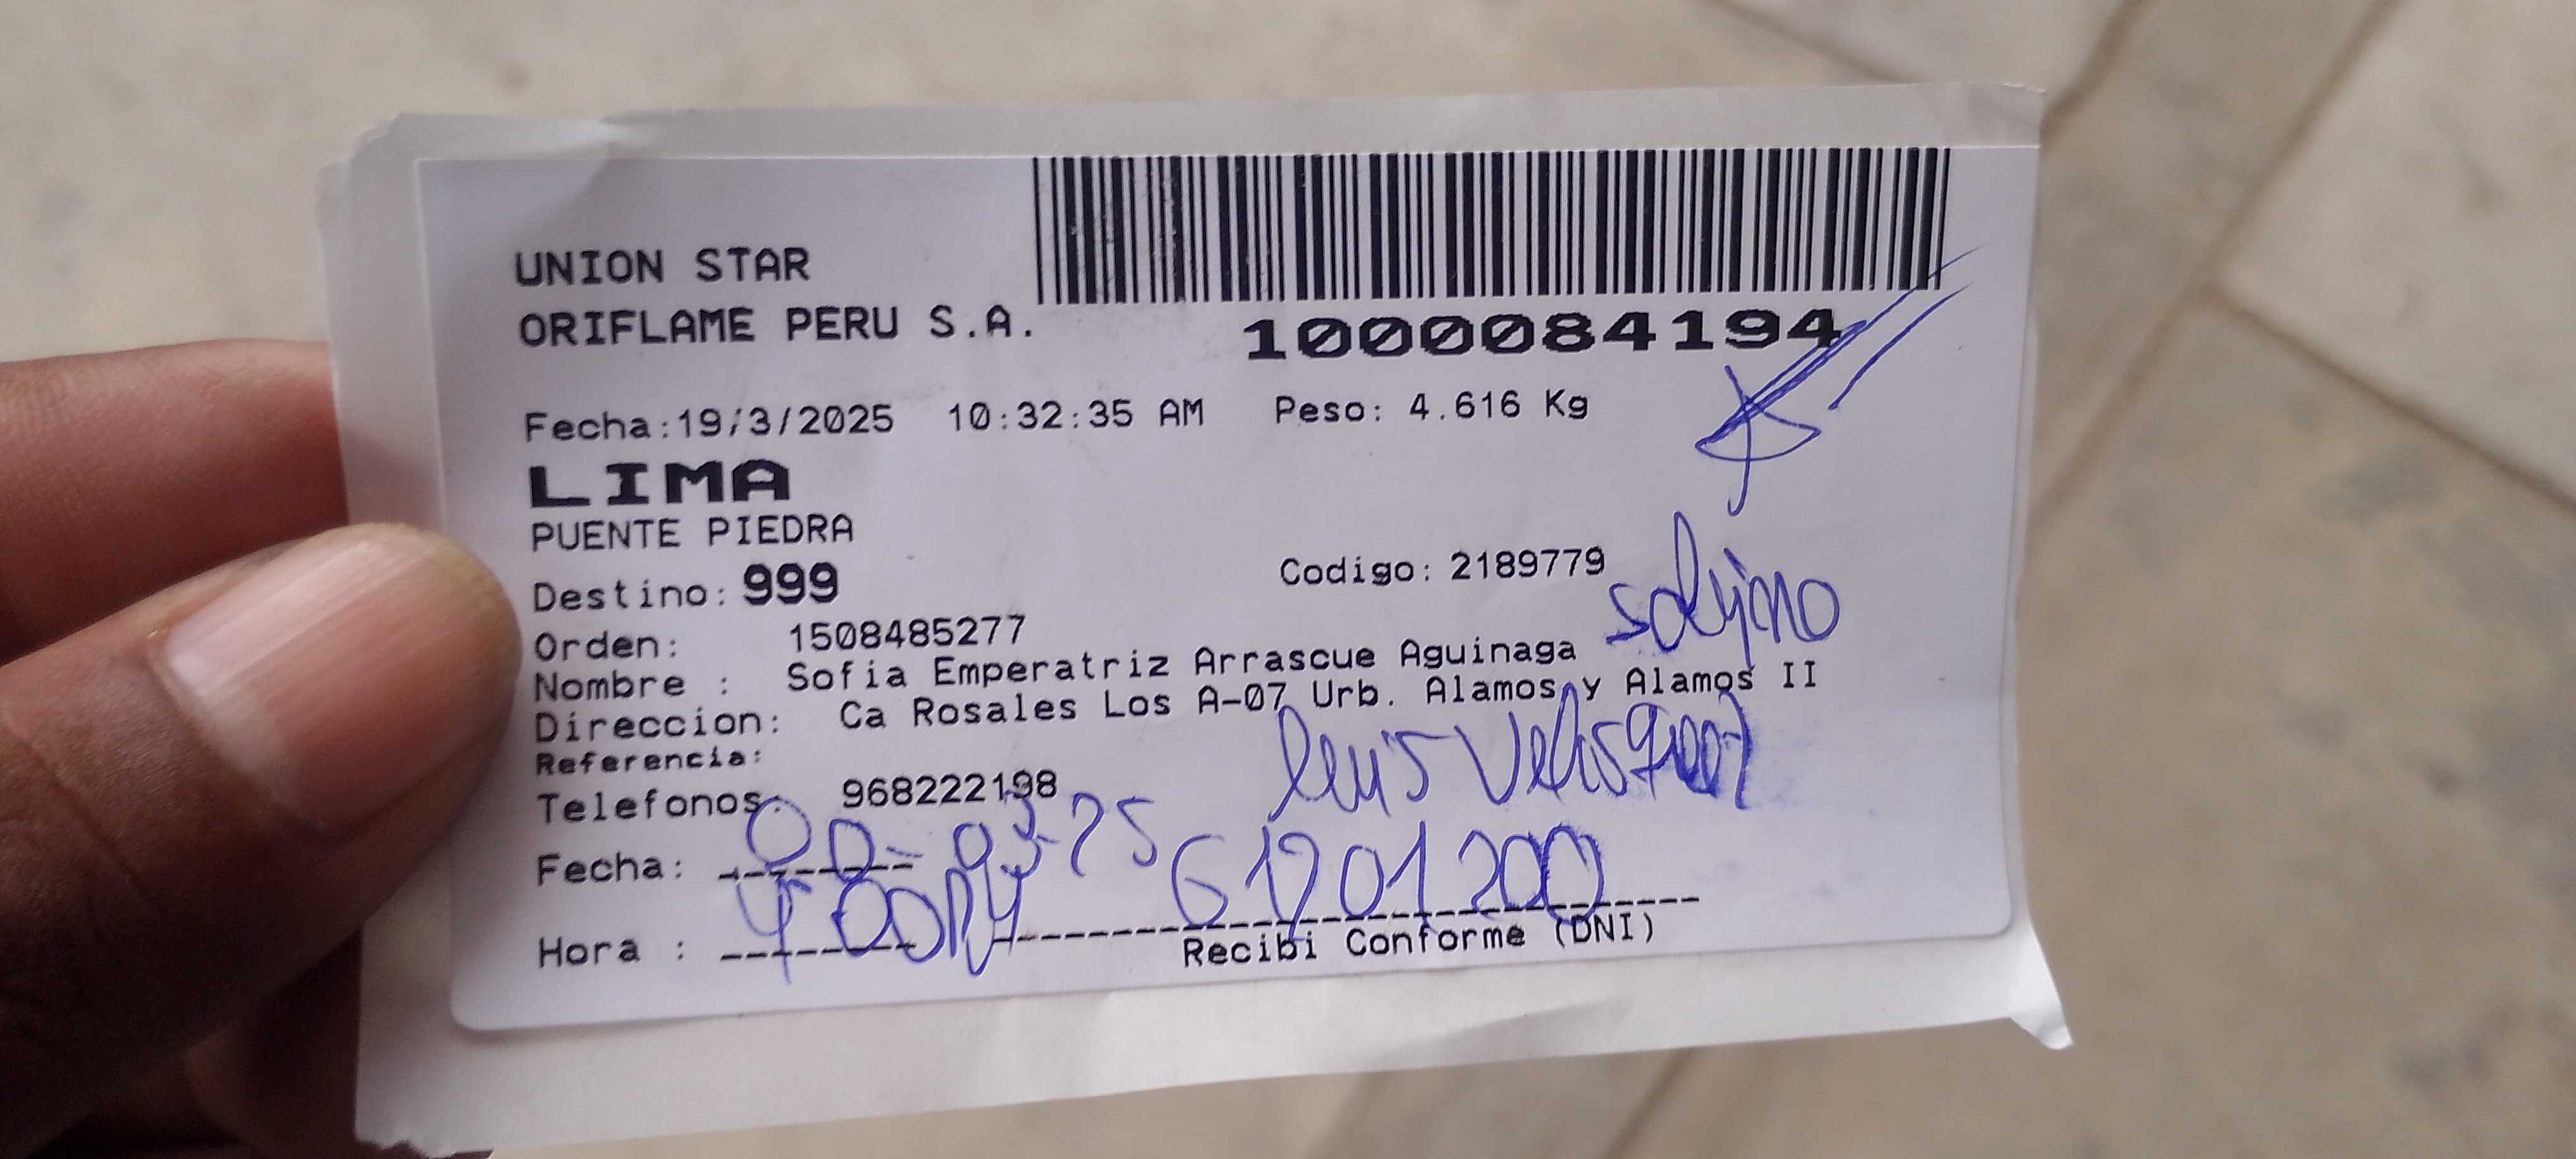 UNION STAR
ORIFLAME PERU S.A.
1000084194
Fecha:19/3/2025 10:32:35 AM Peso: 4.616 Kg
LIMA
PUENTE PIEDRA
Destino: 999 Codigo: 2189779
Orden: 1508485277
Nombre : Sofia Emperatriz Arrascue Aguinaga
Direccion: Ca Rosales Los A-07 Urb. Alamos y Alamos II
Referencia:
Telefonos: 968222198
luis
Fecha:
Hora :
Recibi Conforme (DNI)